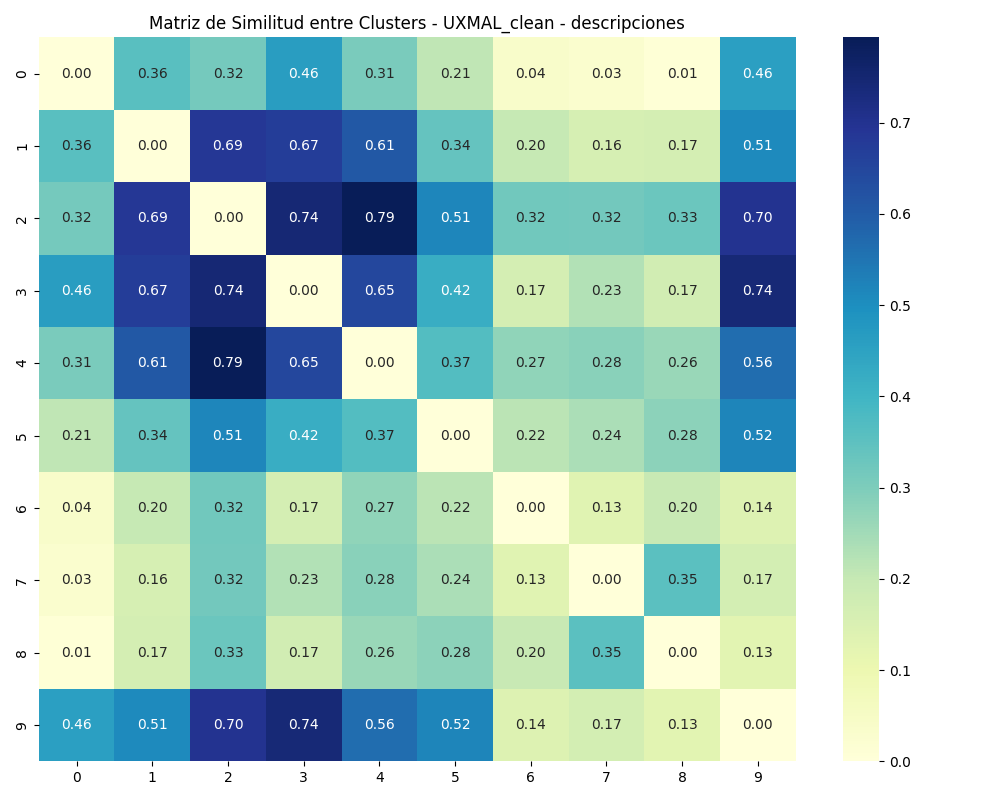 Matriz de Similitud entre Clusters - UXMAL_clean - descripciones
0 0.00 0.36 0.32 0.46 0.31 0.21 0.04 0.03 0.01 0.46
1 0.36 0.00 0.69 0.67 0.61 0.34 0.20 0.16 0.17 0.51
2 0.32 0.69 0.00 0.74 0.79 0.51 0.32 0.32 0.33 0.70
3 0.46 0.67 0.74 0.00 0.65 0.42 0.17 0.23 0.17 0.74
4 0.31 0.61 0.79 0.65 0.00 0.37 0.27 0.28 0.26 0.56
5 0.21 0.34 0.51 0.42 0.37 0.00 0.22 0.24 0.28 0.52
6 0.04 0.20 0.32 0.17 0.27 0.22 0.00 0.13 0.20 0.14
7 0.03 0.16 0.32 0.23 0.28 0.24 0.13 0.00 0.35 0.17
8 0.01 0.17 0.33 0.17 0.26 0.28 0.20 0.35 0.00 0.13
9 0.46 0.51 0.70 0.74 0.56 0.52 0.14 0.17 0.13 0.00
0 1 2 3 4 5 6 7 8 9
0.7
0.6
0.5
0.4
0.3
0.2
0.1
0.0